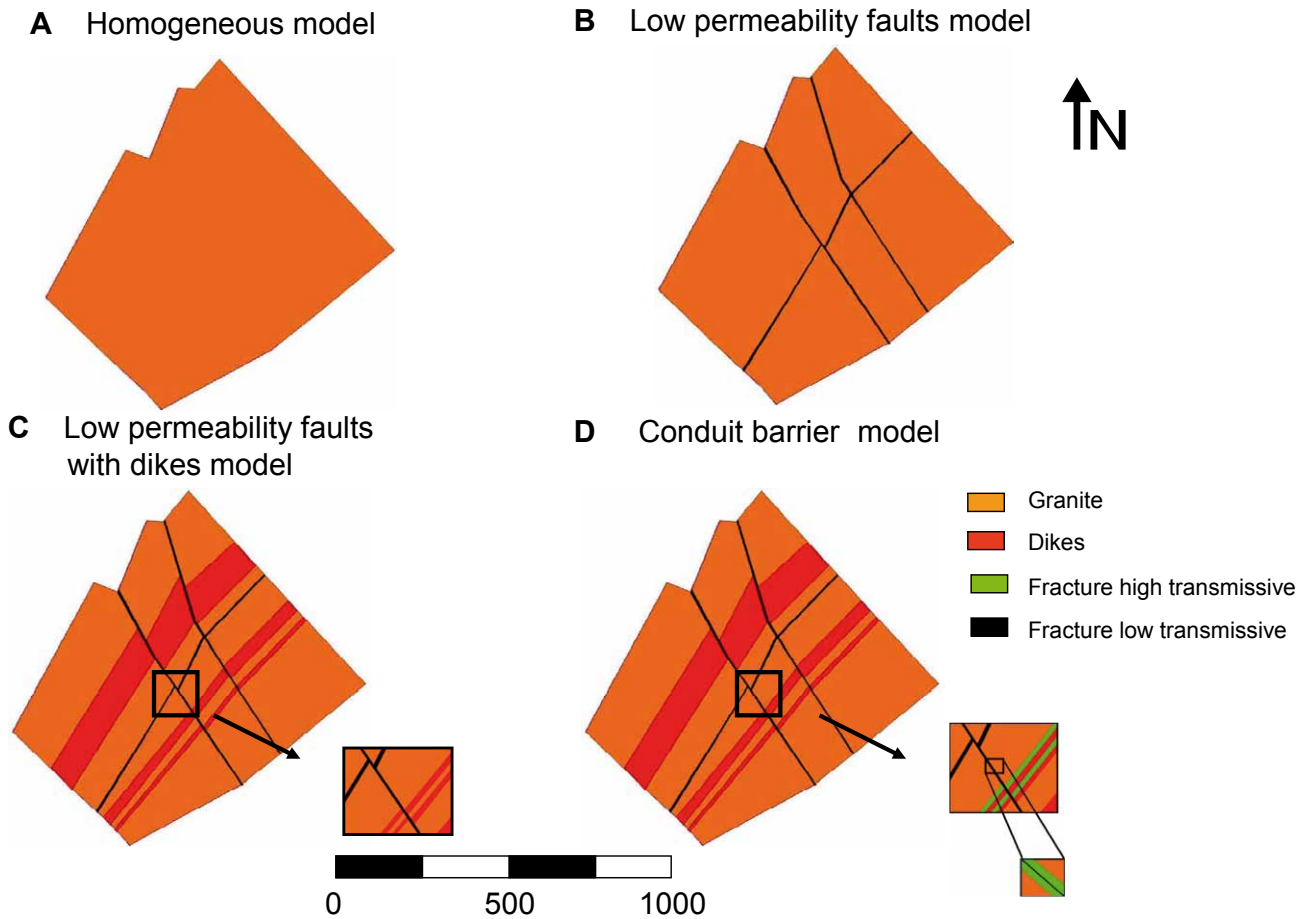 A Homogeneous model
B Low permeability faults model
N
C Low permeability faults
with dikes model
D Conduit barrier model
Granite
Dikes
Fracture high transmissive
Fracture low transmissive
0 500 1000